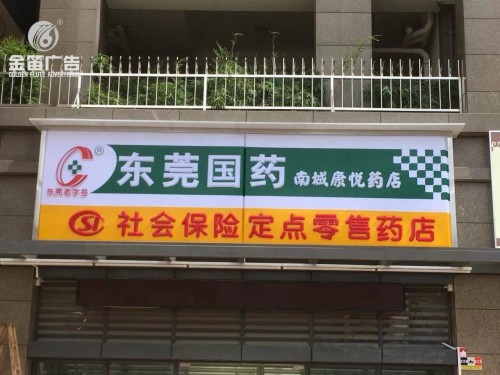 金笛广告
GOLDEN FLUTE ADVERTISING
东莞国药 南城康悦药店
®
东莞老字号
SI 社会保险定点零售药店